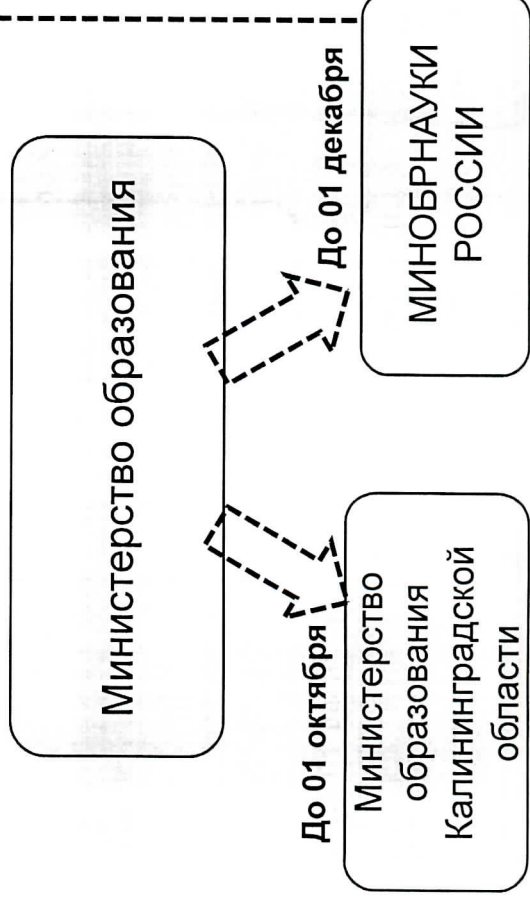 Министерство образования
До 01 октября
До 01 декабря
Министерство
образования
Калининградской
области
МИНОБРНАУКИ
РОССИИ